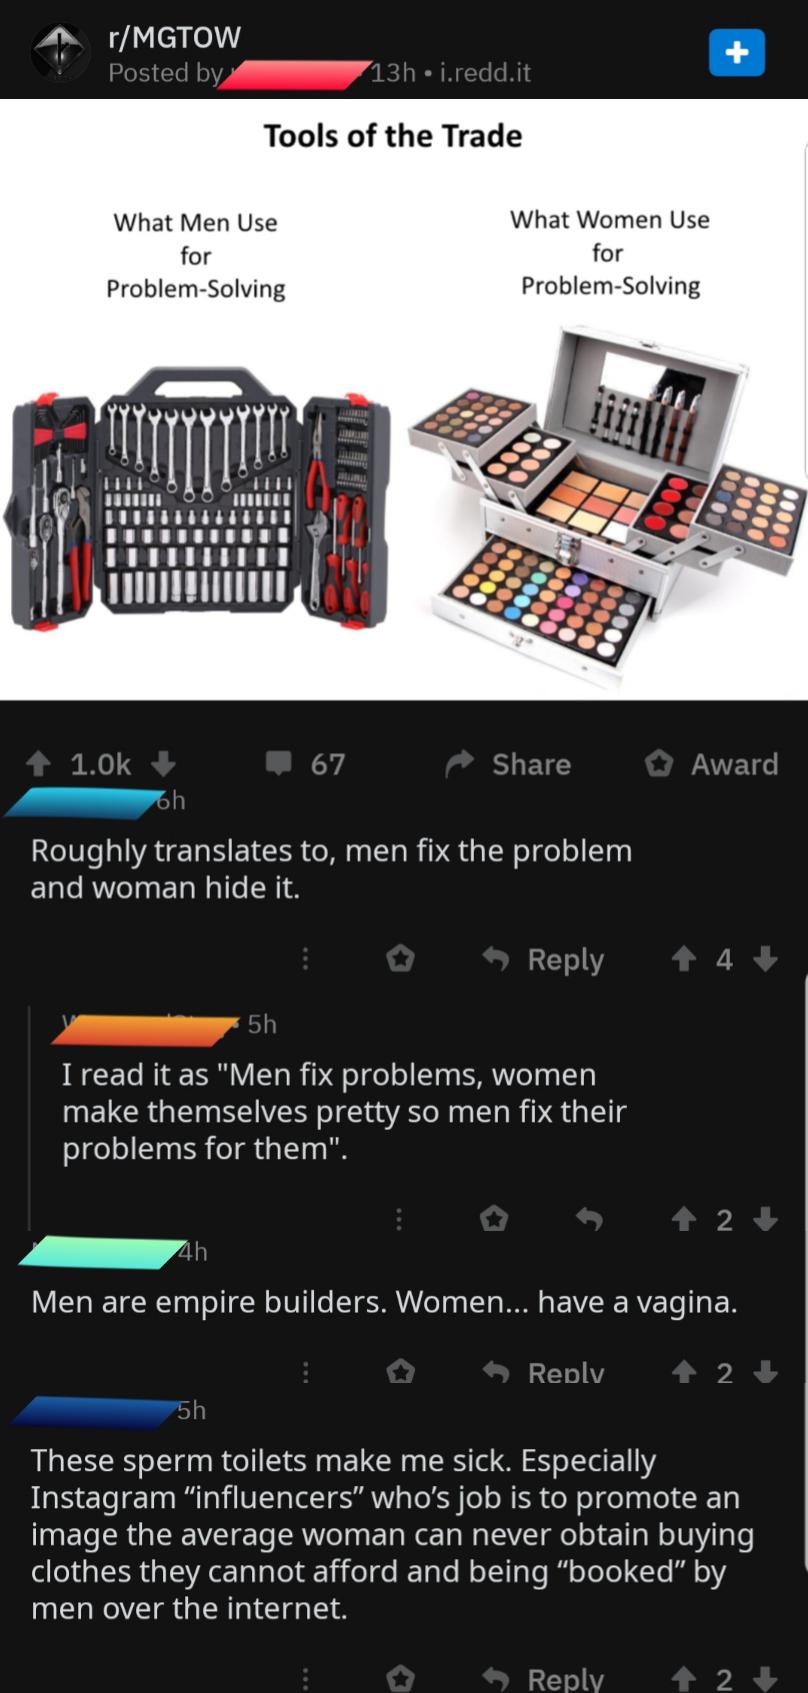 r/MGTOW
Posted by 13h • i.redd.it
Tools of the Trade
What Men Use
for
Problem-Solving
What Women Use
for
Problem-Solving
1.0k 67 Share Award
6h
Roughly translates to, men fix the problem
and woman hide it.
Reply 4
• 5h
I read it as "Men fix problems, women
make themselves pretty so men fix their
problems for them".
2
4h
Men are empire builders. Women... have a vagina.
Reply 2
5h
These sperm toilets make me sick. Especially
Instagram “influencers” who’s job is to promote an
image the average woman can never obtain buying
clothes they cannot afford and being “booked” by
men over the internet.
Reply 2